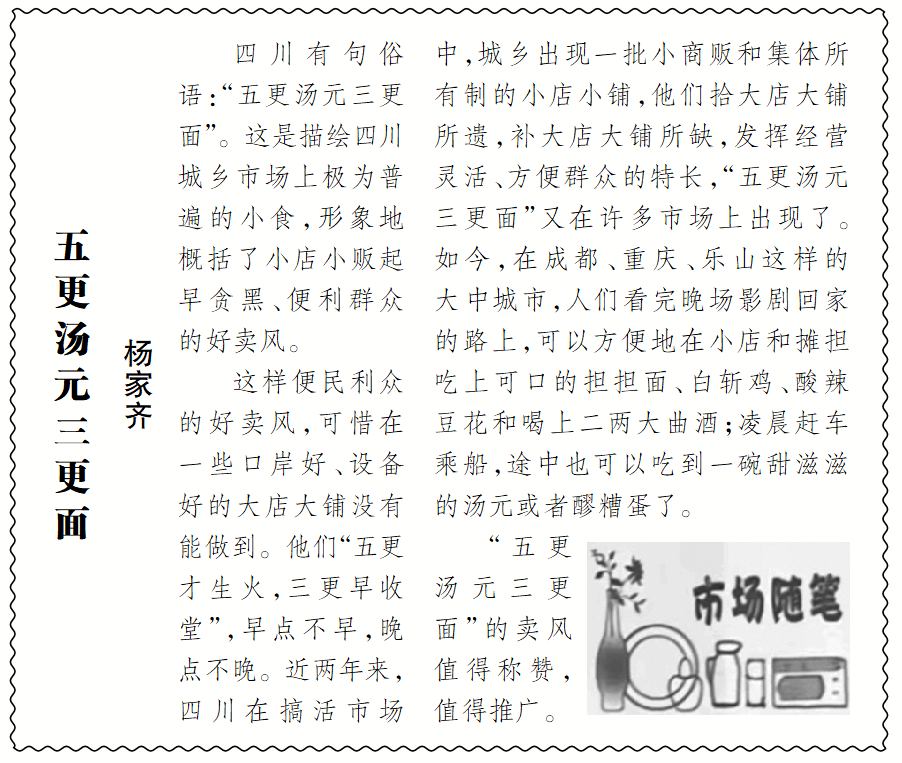 五更汤元三更面
杨家齐
四川有句俗
语：“五更汤元三更
面”。这是描绘四川
城乡市场上极为普
遍的小食，形象地
概括了小店小贩起
早贪黑、便利群众
的好卖风。
这样便民利众
的好卖风，可惜在
一些口岸好、设备
好的大店大铺没有
能做到。他们“五更
才生火，三更早收
堂”，早点不早，晚
点不晚。近两年来，
四川在搞活市场
中，城乡出现一批小商贩和集体所
有制的小店小铺，他们拾大店大铺
所遗，补大店大铺所缺，发挥经营
灵活、方便群众的特长，“五更汤元
三更面”又在许多市场上出现了。
如今，在成都、重庆、乐山这样的
大中城市，人们看完晚场影剧回家
的路上，可以方便地在小店和摊担
吃上可口的担担面、白斩鸡、酸辣
豆花和喝上二两大曲酒；凌晨赶车
乘船，途中也可以吃到一碗甜滋滋
的汤元或者醪糟蛋了。
“五更
汤元三更
面”的卖风
值得称赞，
值得推广。
市场随笔